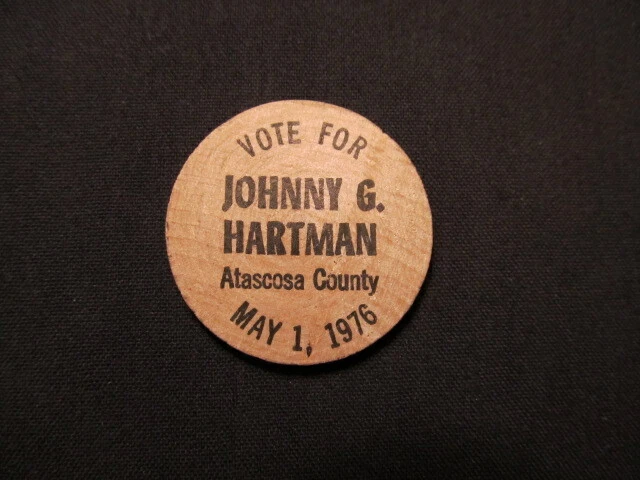 VOTE FOR
JOHNNY G.
HARTMAN
Atascosa County
MAY 1, 1976